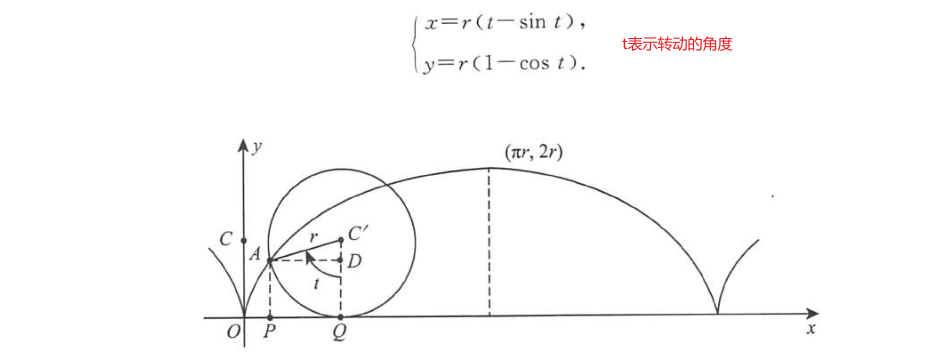 x=r(t-sin t),
t表示转动的角度
y=r(1-cos t).
y
(πr, 2r)
C
r
C′
A
D
t
O
P
Q
x